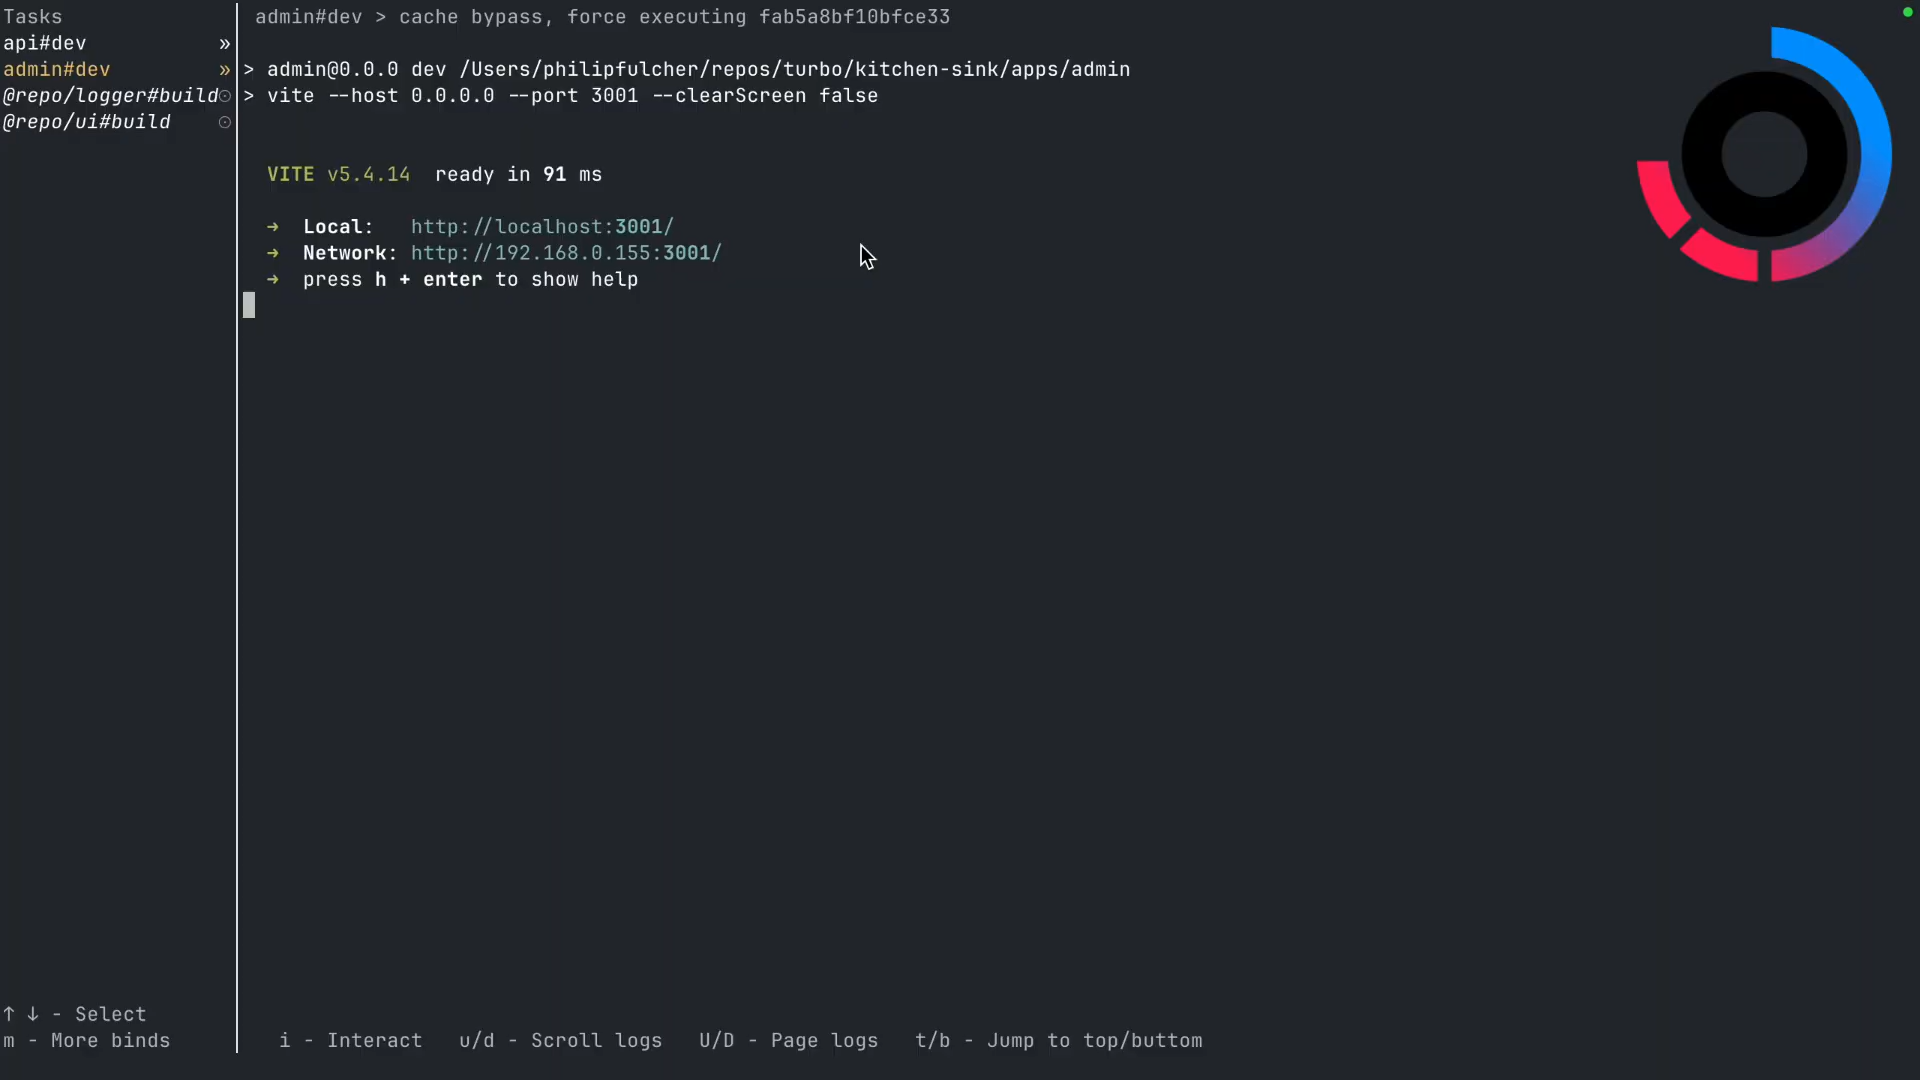 Tasks
api#dev »
admin#dev »
@repo/logger#build⊙
@repo/ui#build ⊙
↑ ↓ - Select
m - More binds
admin#dev > cache bypass, force executing fab5a8bf10bfce33
> admin@0.0.0 dev /Users/philipfulcher/repos/turbo/kitchen-sink/apps/admin
> vite --host 0.0.0.0 --port 3001 --clearScreen false
VITE v5.4.14 ready in 91 ms
➜ Local: http://localhost:3001/
➜ Network: http://192.168.0.155:3001/
➜ press h + enter to show help
i - Interact u/d - Scroll logs U/D - Page logs t/b - Jump to top/buttom